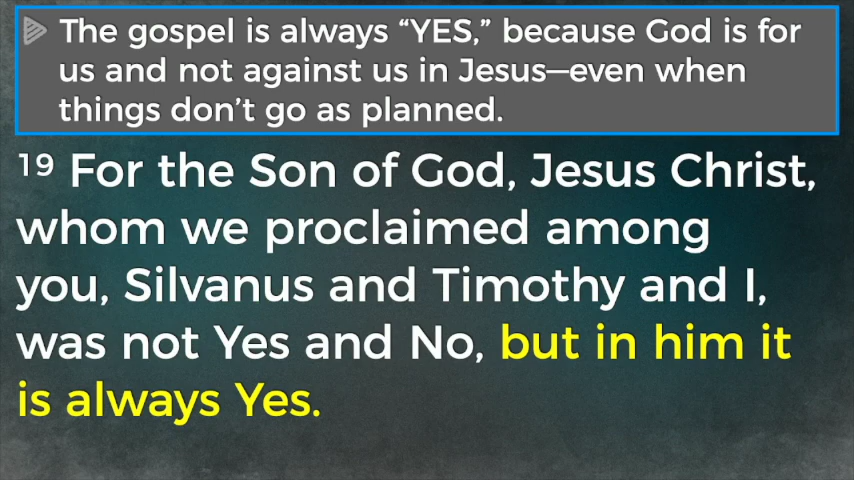 The gospel is always “YES,” because God is for
us and not against us in Jesus—even when
things don’t go as planned.
19 For the Son of God, Jesus Christ,
whom we proclaimed among
you, Silvanus and Timothy and I,
was not Yes and No, but in him it
is always Yes.